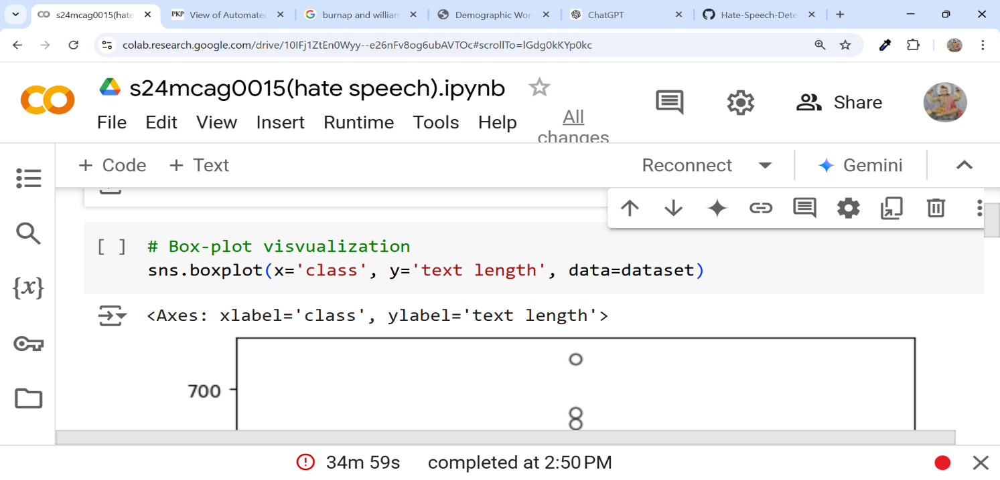 s24mcag0015(hate
PKP View of Automated
burnap and william
Demographic Wor
ChatGPT
Hate-Speech-Dete
colab.research.google.com/drive/10IFj1ZtEn0Wyy--e26nFv8og6ubAVTOc#scrollTo=lGdg0kKYp0kc
s24mcag0015(hate speech).ipynb
File Edit View Insert Runtime Tools Help
All
changes
Share
+ Code + Text
Reconnect
Gemini
{x}
[ ] # Box-plot visvualization
sns.boxplot(x='class', y='text length', data=dataset)
<Axes: xlabel='class', ylabel='text length'>
700
34m 59s completed at 2:50 PM